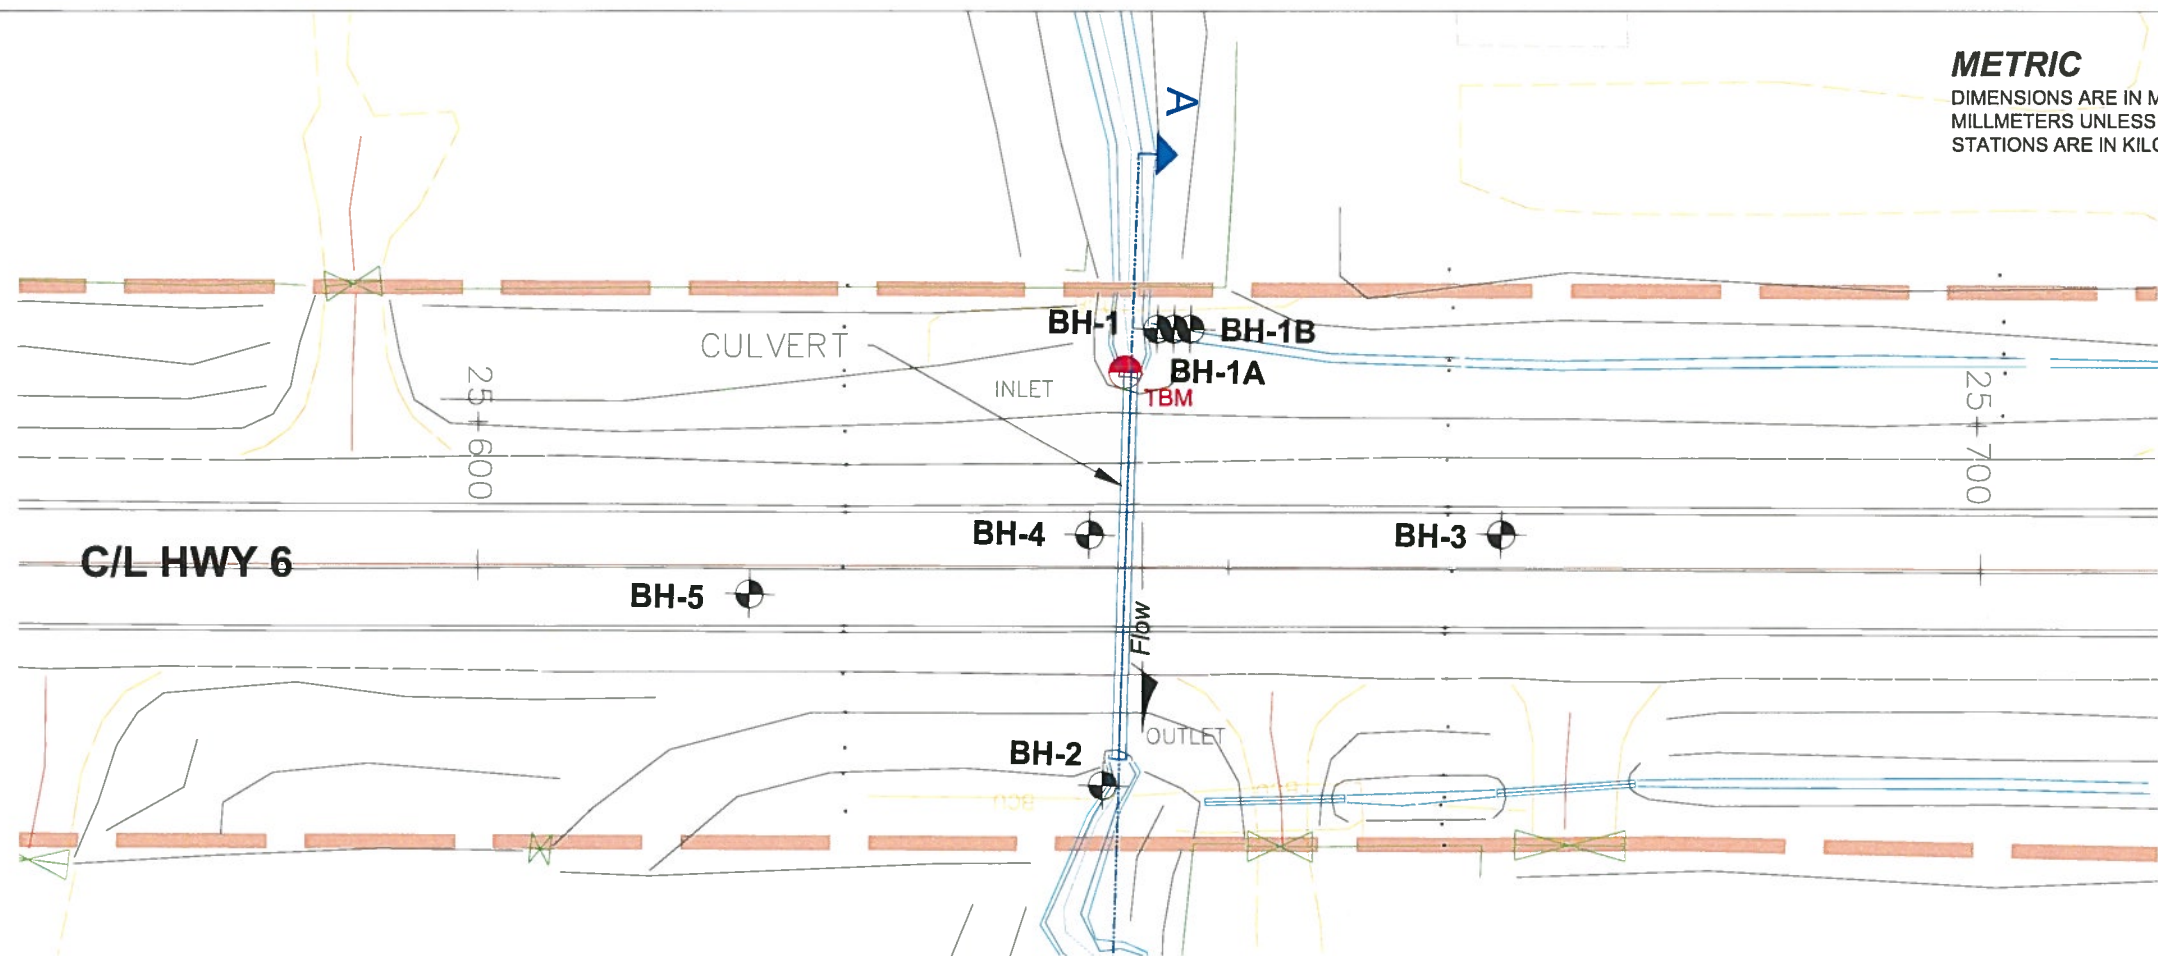 METRIC
DIMENSIONS ARE IN M
MILLMETERS UNLESS
STATIONS ARE IN KILO
A
BH-1
BH-1B
BH-1A
TBM
CULVERT
INLET
25+600
25+700
BH-4
BH-3
C/L HWY 6
BH-5
Flow
BH-2
OUTLET